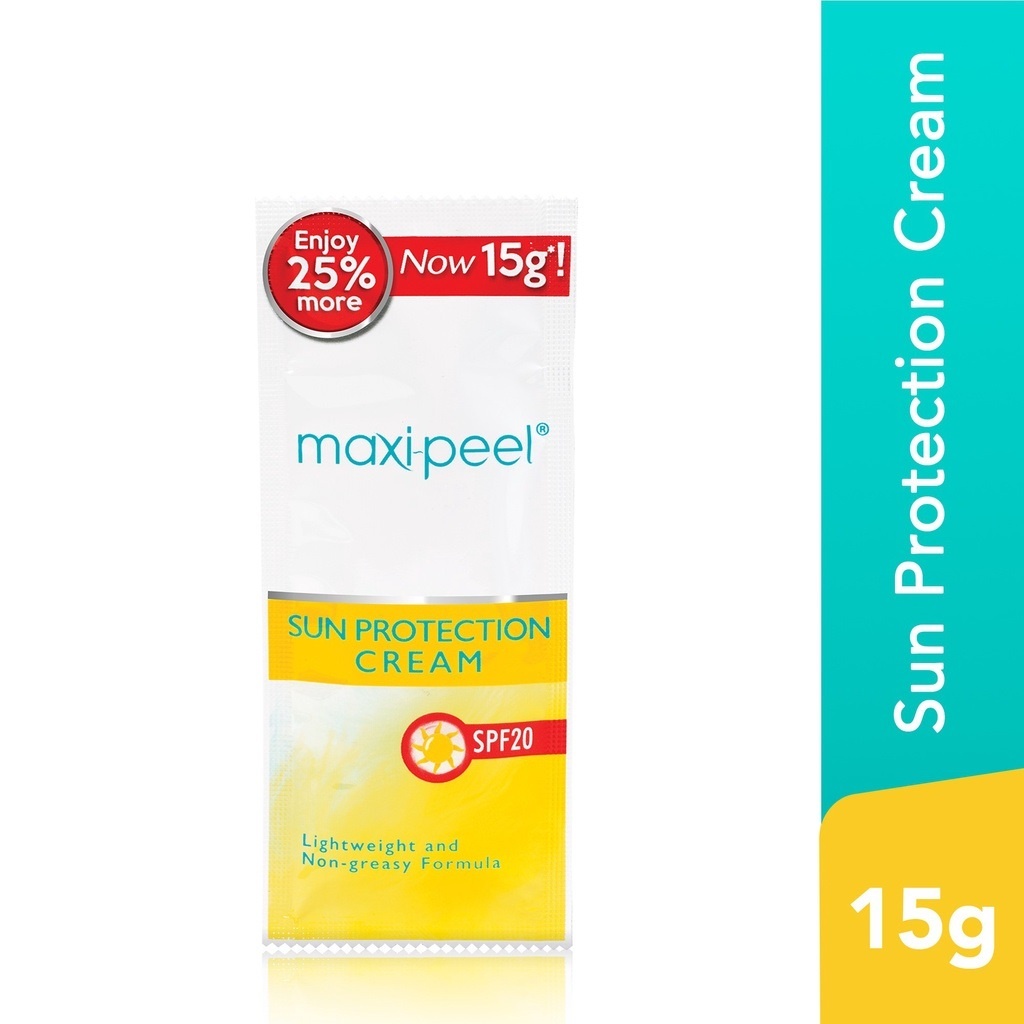 Enjoy
25%
more
Now 15g*!
maxi-peel®
SUN PROTECTION
CREAM
SPF20
Lightweight and
Non-greasy Formula
Sun Protection Cream
15g